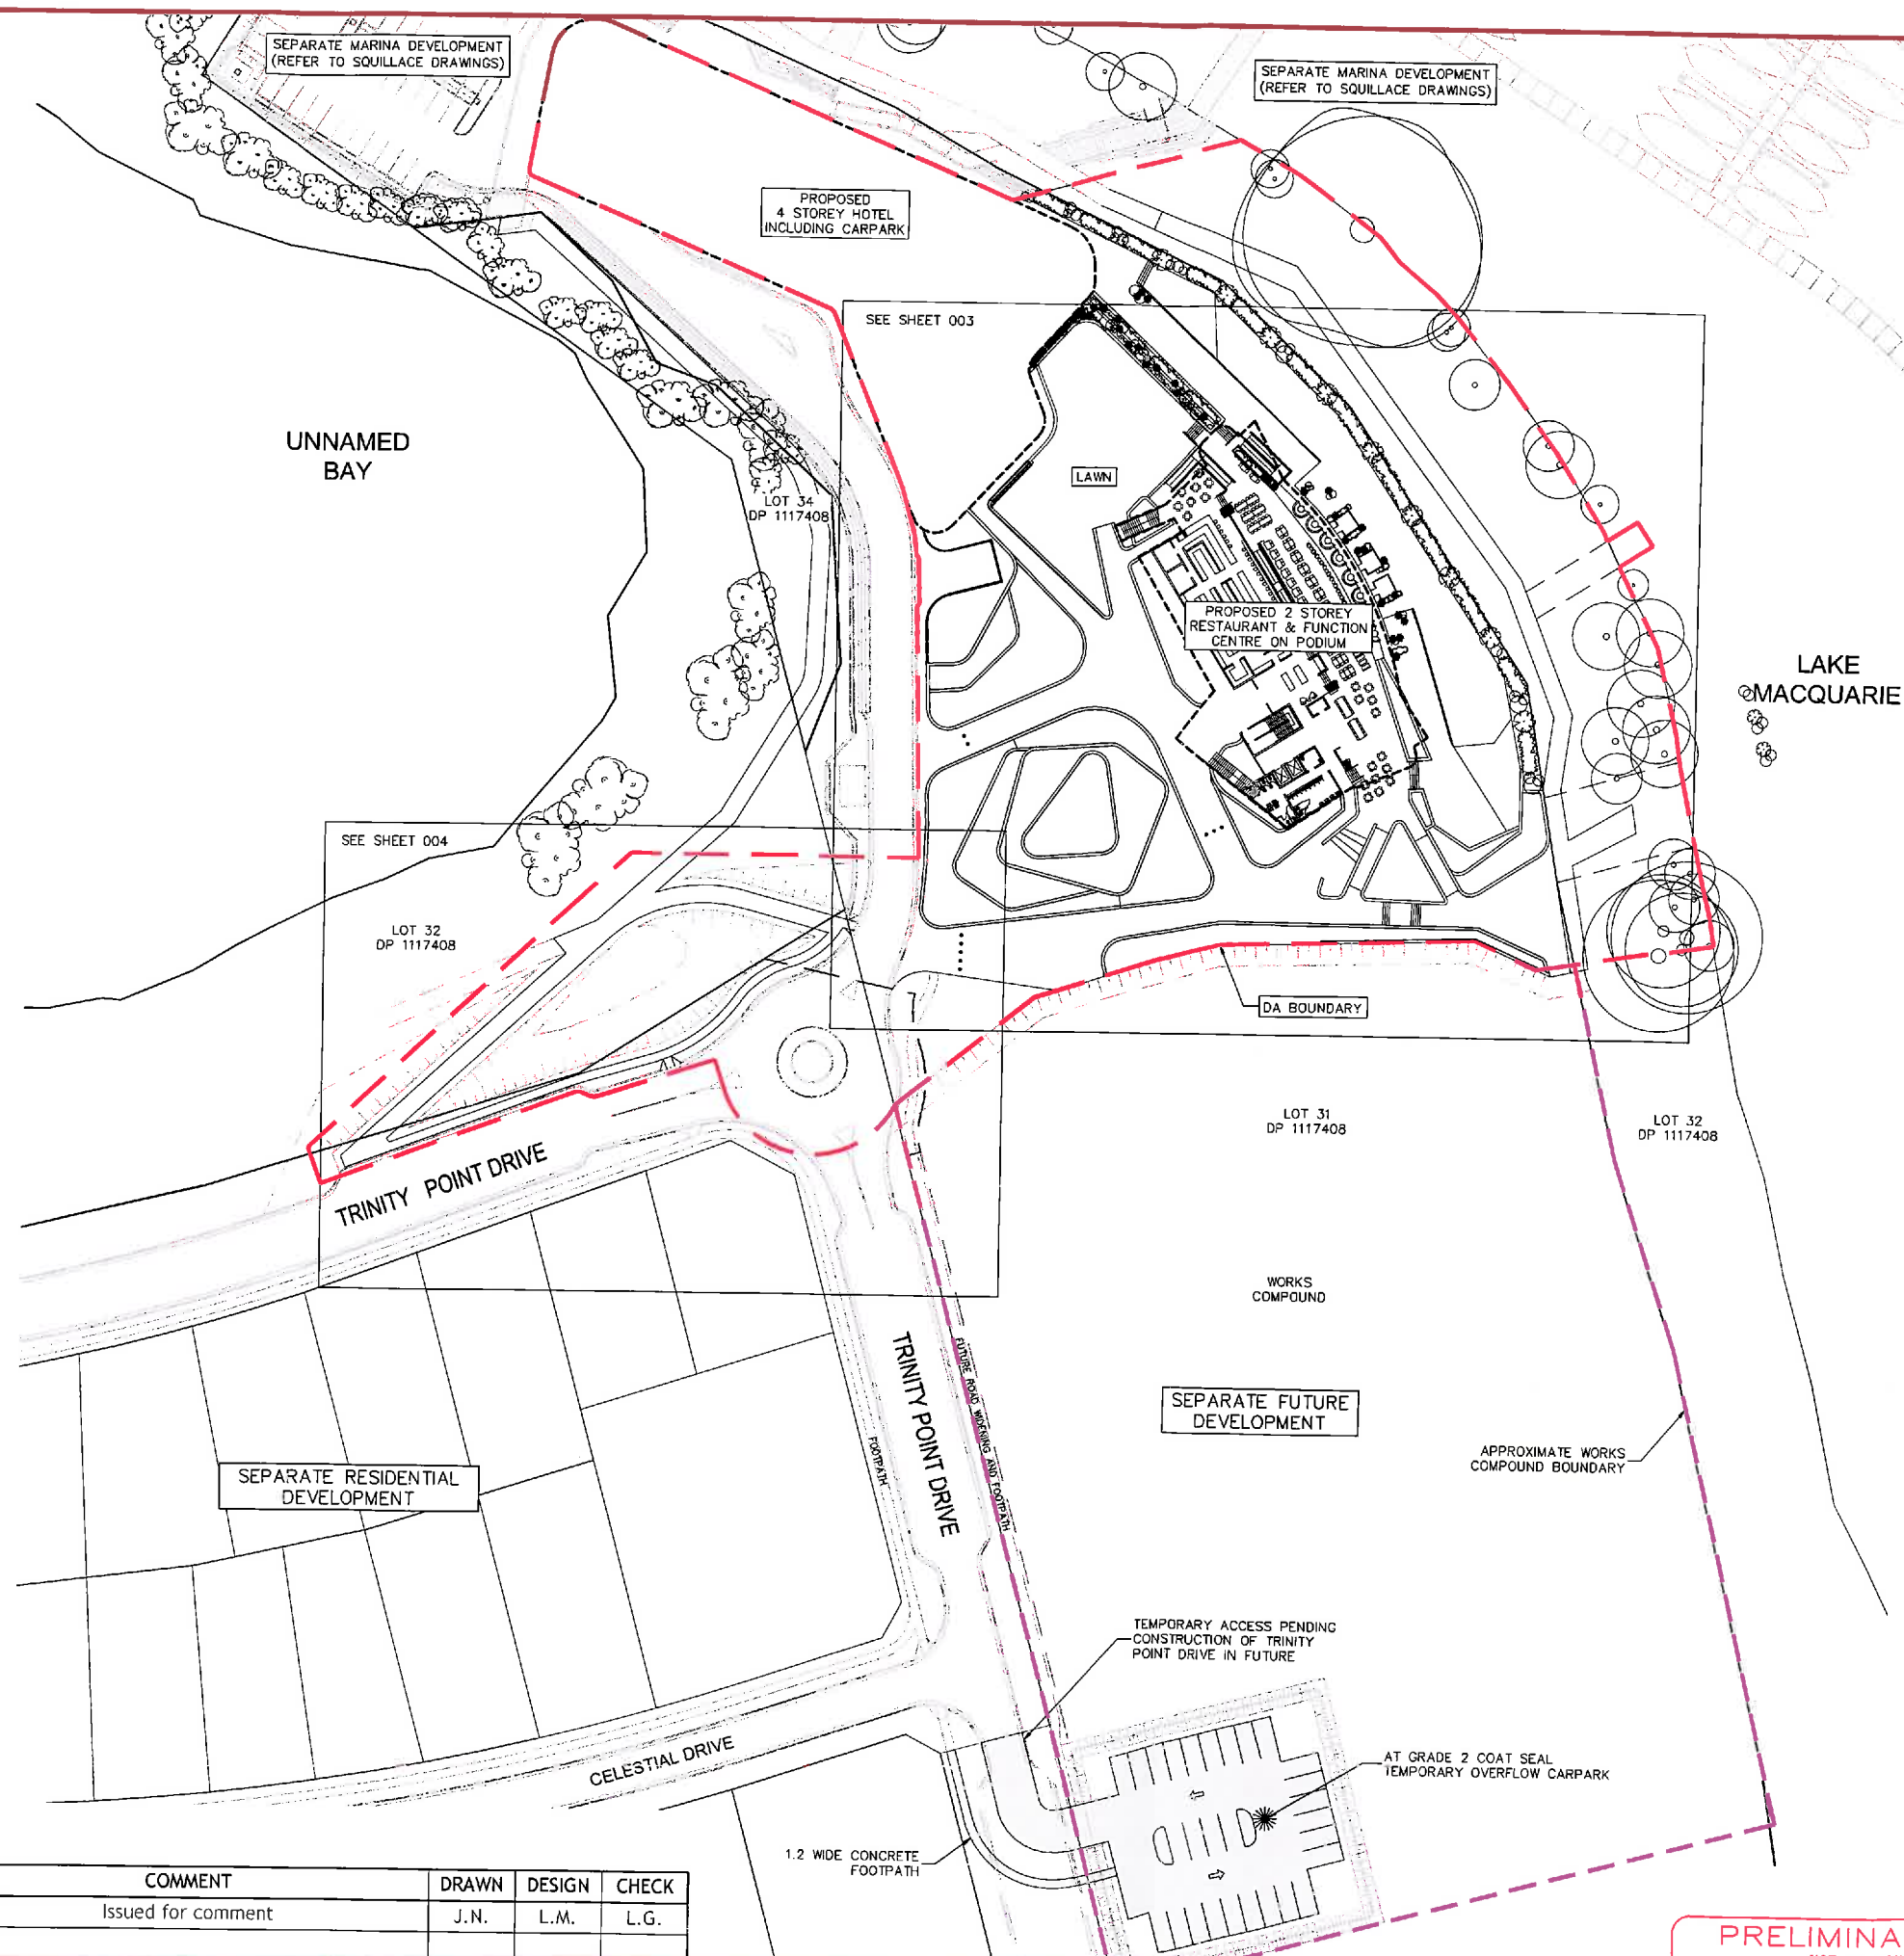 SEPARATE MARINA DEVELOPMENT
(REFER TO SQUILLACE DRAWINGS)
SEPARATE MARINA DEVELOPMENT
(REFER TO SQUILLACE DRAWINGS)
PROPOSED
4 STOREY HOTEL
INCLUDING CARPARK
SEE SHEET 003
UNNAMED
BAY
LAWN
LOT 34
DP 1117408
PROPOSED 2 STOREY
RESTAURANT & FUNCTION
CENTRE ON PODIUM
LAKE
MACQUARIE
SEE SHEET 004
LOT 32
DP 1117408
DA BOUNDARY
LOT 31
DP 1117408
LOT 32
DP 1117408
TRINITY POINT DRIVE
WORKS
COMPOUND
TRINITY POINT DRIVE
FUTURE ROAD WIDENING AND FOOTPATH
FOOTPATH
SEPARATE FUTURE
DEVELOPMENT
APPROXIMATE WORKS
COMPOUND BOUNDARY
SEPARATE RESIDENTIAL
DEVELOPMENT
TEMPORARY ACCESS PENDING
CONSTRUCTION OF TRINITY
POINT DRIVE IN FUTURE
CELESTIAL DRIVE
AT GRADE 2 COAT SEAL
TEMPORARY OVERFLOW CARPARK
1.2 WIDE CONCRETE
FOOTPATH
COMMENT DRAWN DESIGN CHECK
Issued for comment J.N. L.M. L.G.
PRELIMINA